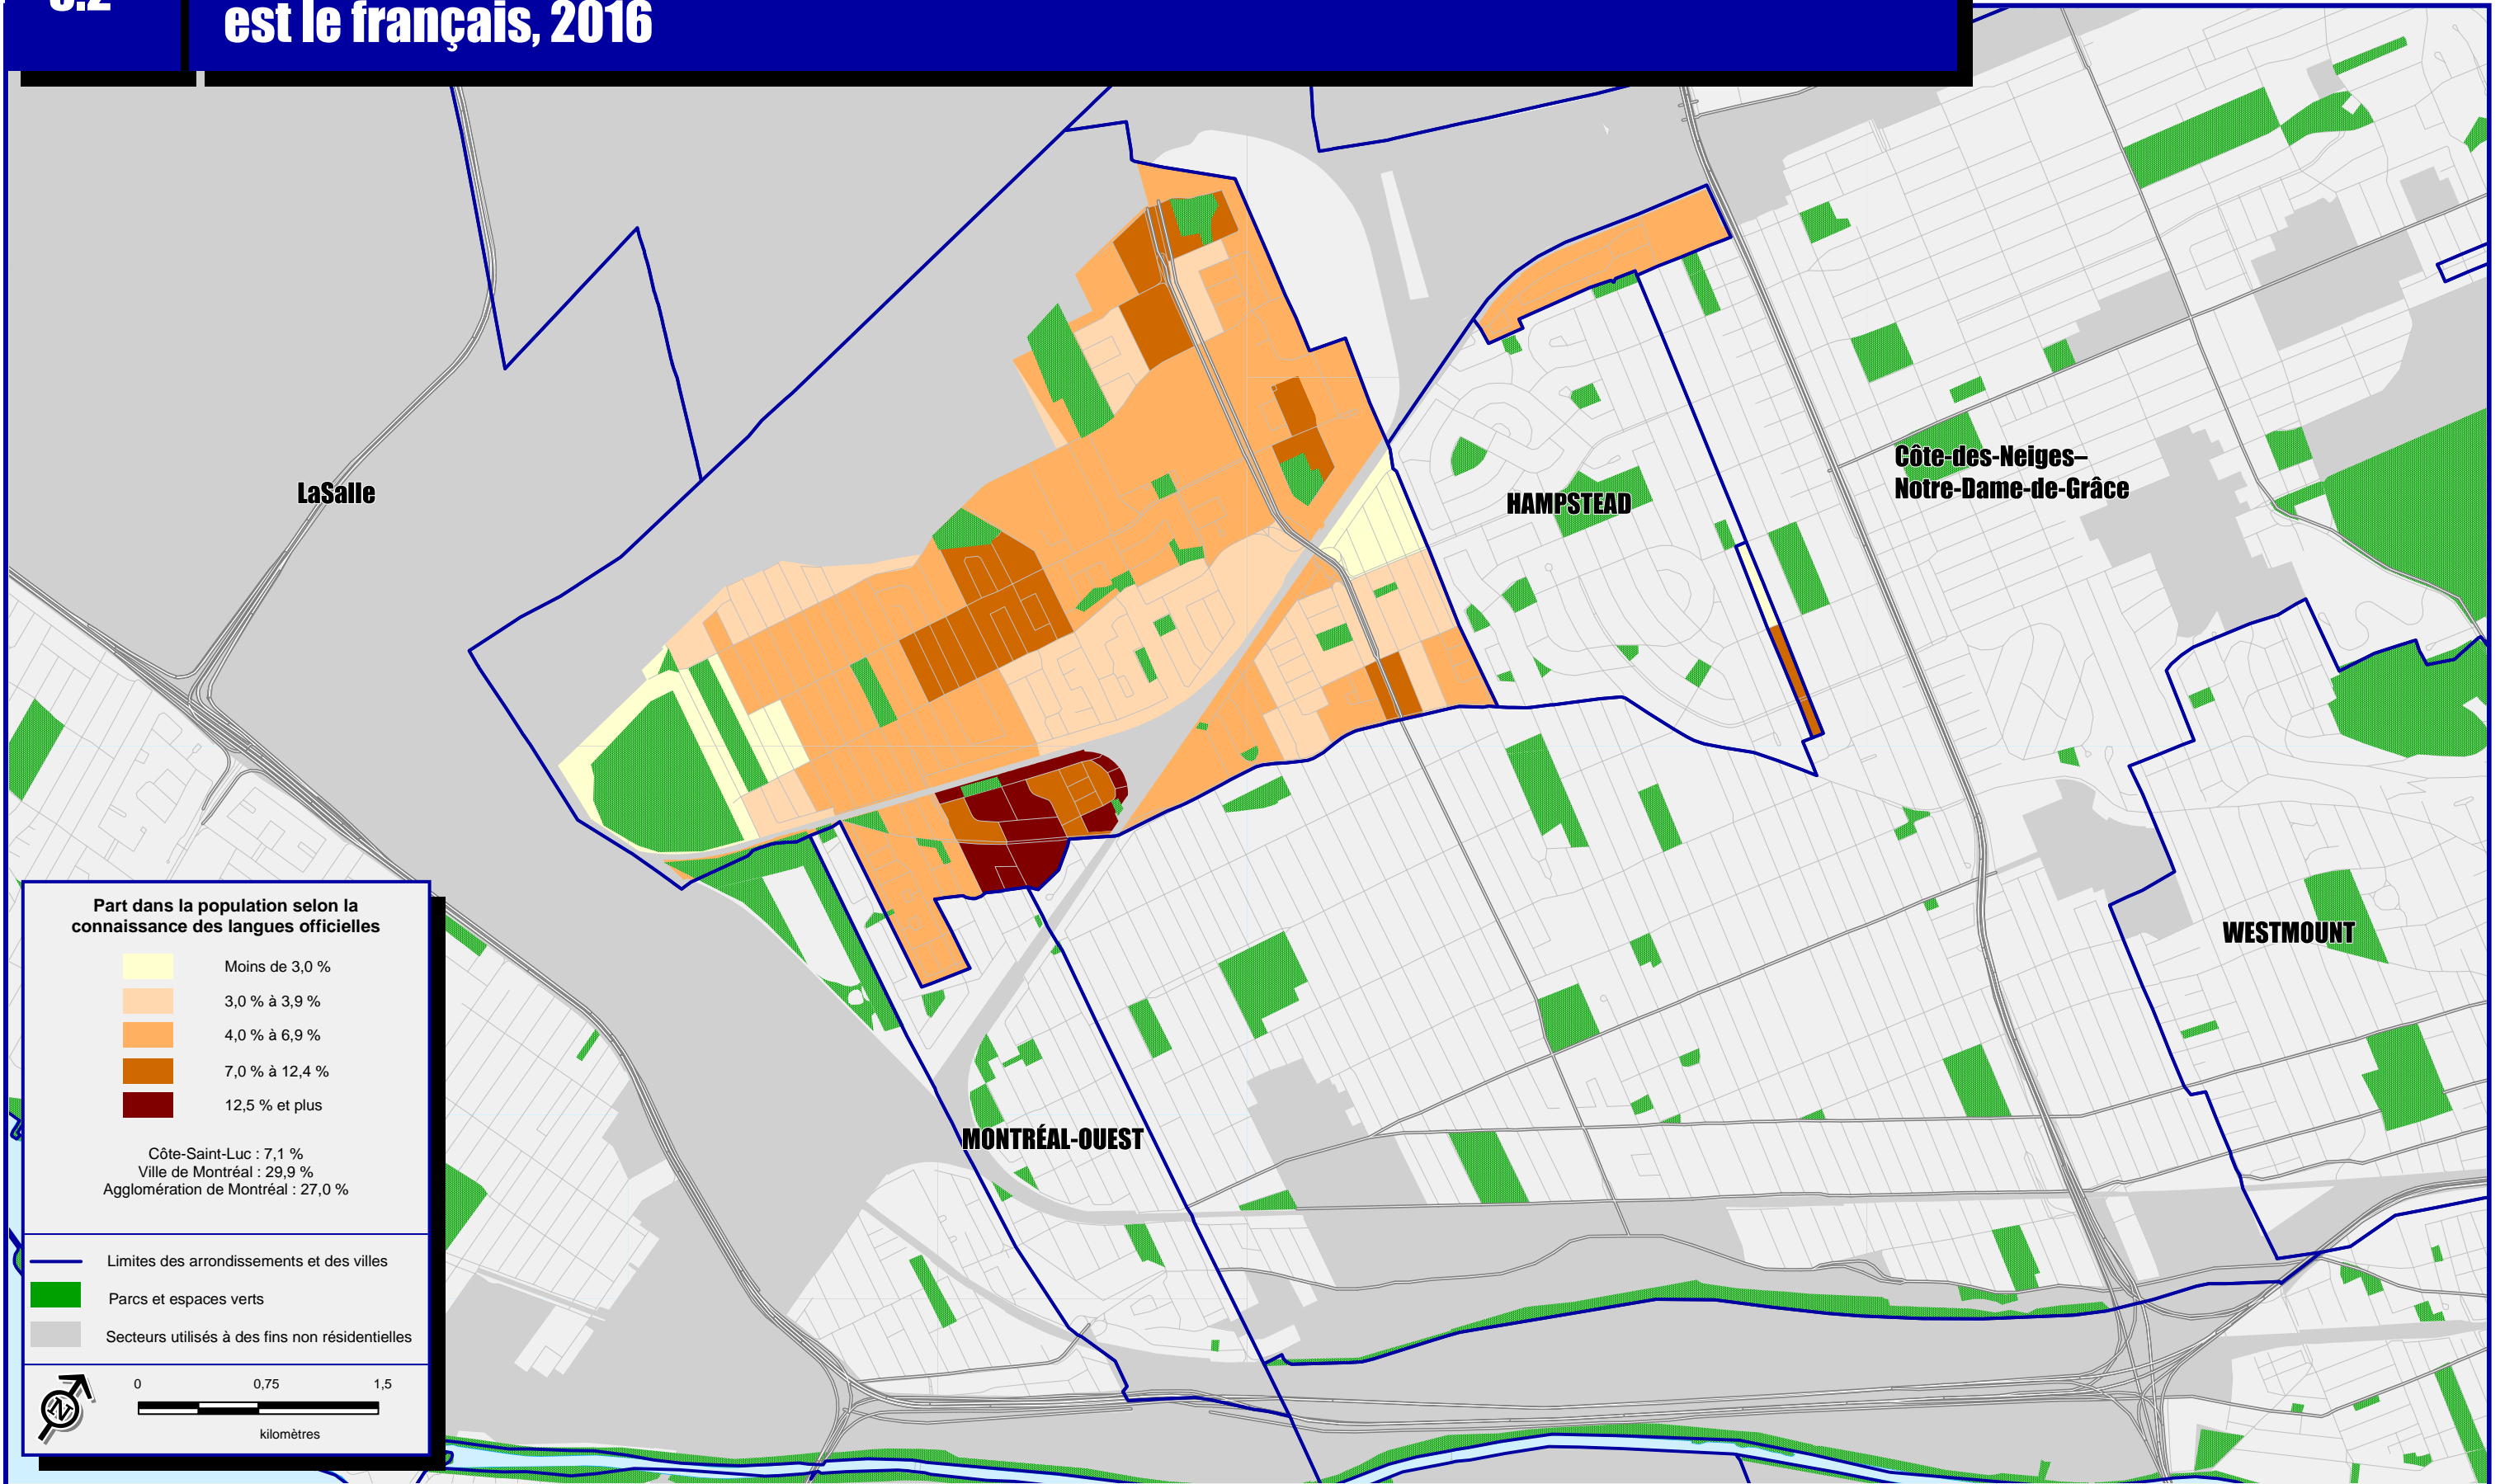 est le français, 2016
LaSalle
HAMPSTEAD
Côte-des-Neiges–
Notre-Dame-de-Grâce
WESTMOUNT
MONTRÉAL-OUEST
Part dans la population selon la
connaissance des langues officielles
Moins de 3,0 %
3,0 % à 3,9 %
4,0 % à 6,9 %
7,0 % à 12,4 %
12,5 % et plus
Côte-Saint-Luc : 7,1 %
Ville de Montréal : 29,9 %
Agglomération de Montréal : 27,0 %
Limites des arrondissements et des villes
Parcs et espaces verts
Secteurs utilisés à des fins non résidentielles
N
0 0,75 1,5
kilomètres